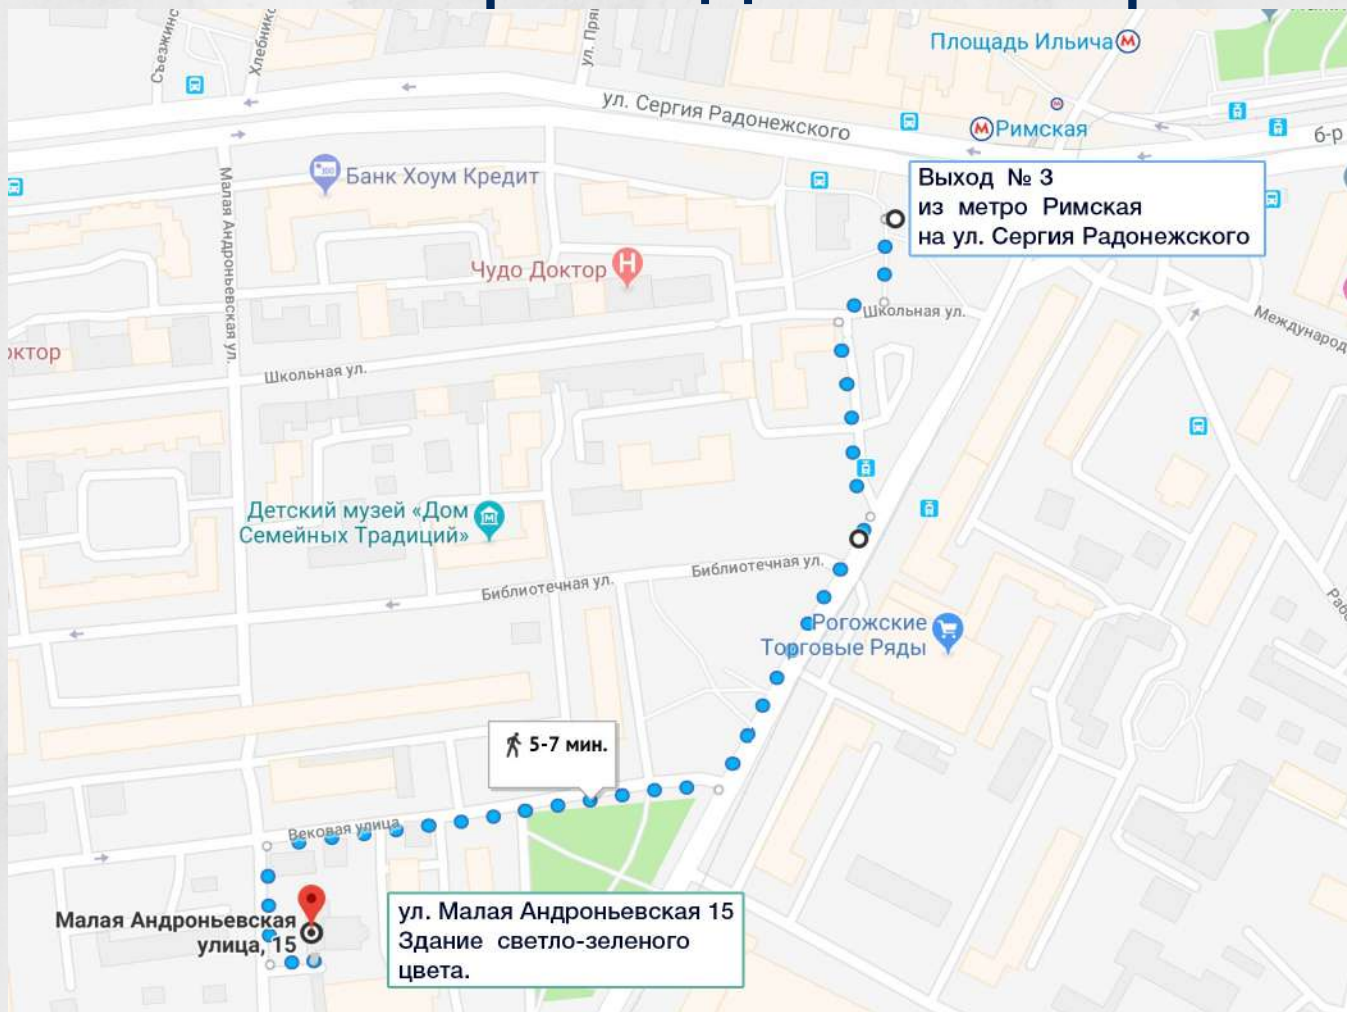 Площадь Ильича
ул. Сергия Радонежского
Римская
б-р
Съезжинс
Хлебнико
ул. Пря
Банк Хоум Кредит
Выход № 3
из метро Римская
на ул. Сергия Радонежского
Малая Андроньевская ул.
Чудо Доктор
Школьная ул.
Международ
октор
Школьная ул.
Детский музей «Дом
Семейных Традиций»
Библиотечная ул.
Библиотечная ул.
Рогожские
Торговые Ряды
Рабо
5-7 мин.
Вековая улица
Малая Андроньевская
улица, 15
ул. Малая Андроньевская 15
Здание светло-зеленого
цвета.